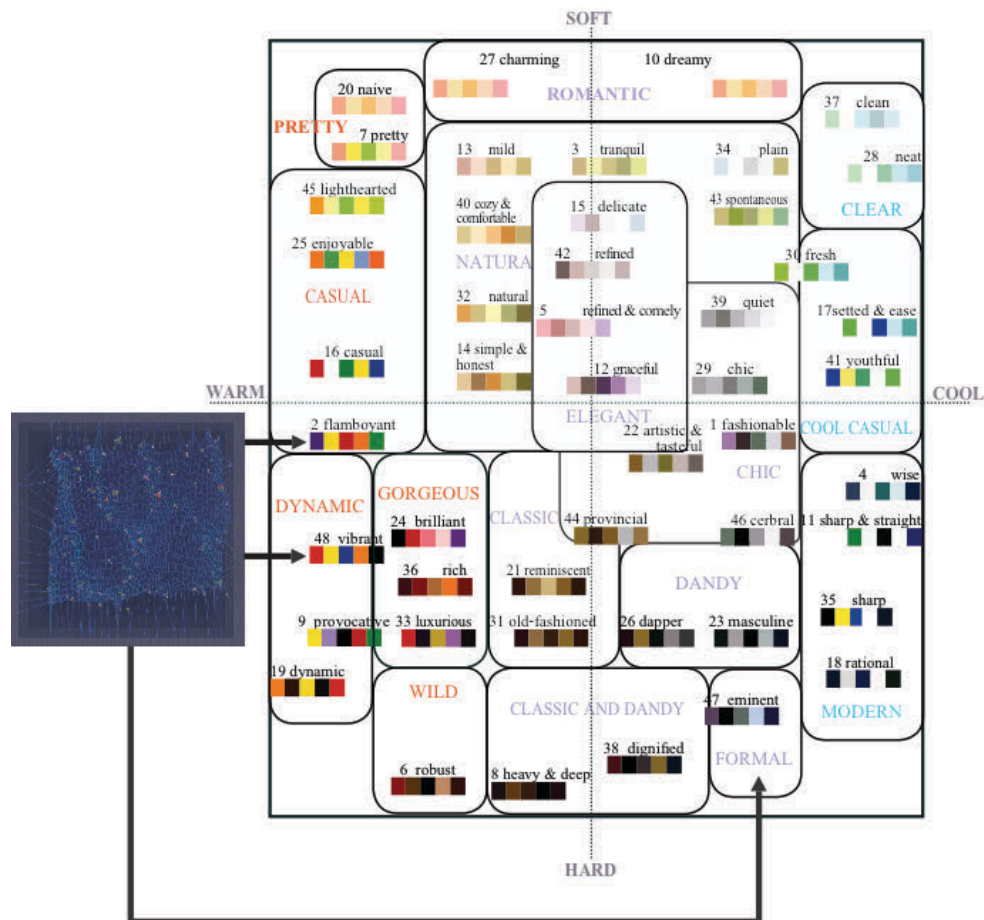 SOFT
27 charming
10 dreamy
ROMANTIC
20 naive
PRETTY
7 pretty
37 clean
28 neat
CLEAR
13 mild
3 tranquil
34 plain
45 lighthearted
40 cozy &
comfortable
15 delicate
43 spontaneous
25 enjoyable
42 refined
30 fresh
NATURA
CASUAL
32 natural
5 refined & comely
39 quiet
17setted & ease
16 casual
14 simple &
honest
12 graceful
29 chic
41 youthful
WARM
COOL
2 flamboyant
ELEGANT
22 artistic &
tasteful
1 fashionable
COOL CASUAL
CHIC
DYNAMIC
GORGEOUS
CLASSIC
4 wise
24 brilliant
44 provincial
46 cerbral
11 sharp & straight
48 vibrant
36 rich
21 reminiscent
DANDY
35 sharp
9 provocative
33 luxurious
31 old-fashioned
26 dapper
23 masculine
19 dynamic
18 rational
WILD
CLASSIC AND DANDY
47 eminent
MODERN
38 dignified
FORMAL
6 robust
8 heavy & deep
HARD